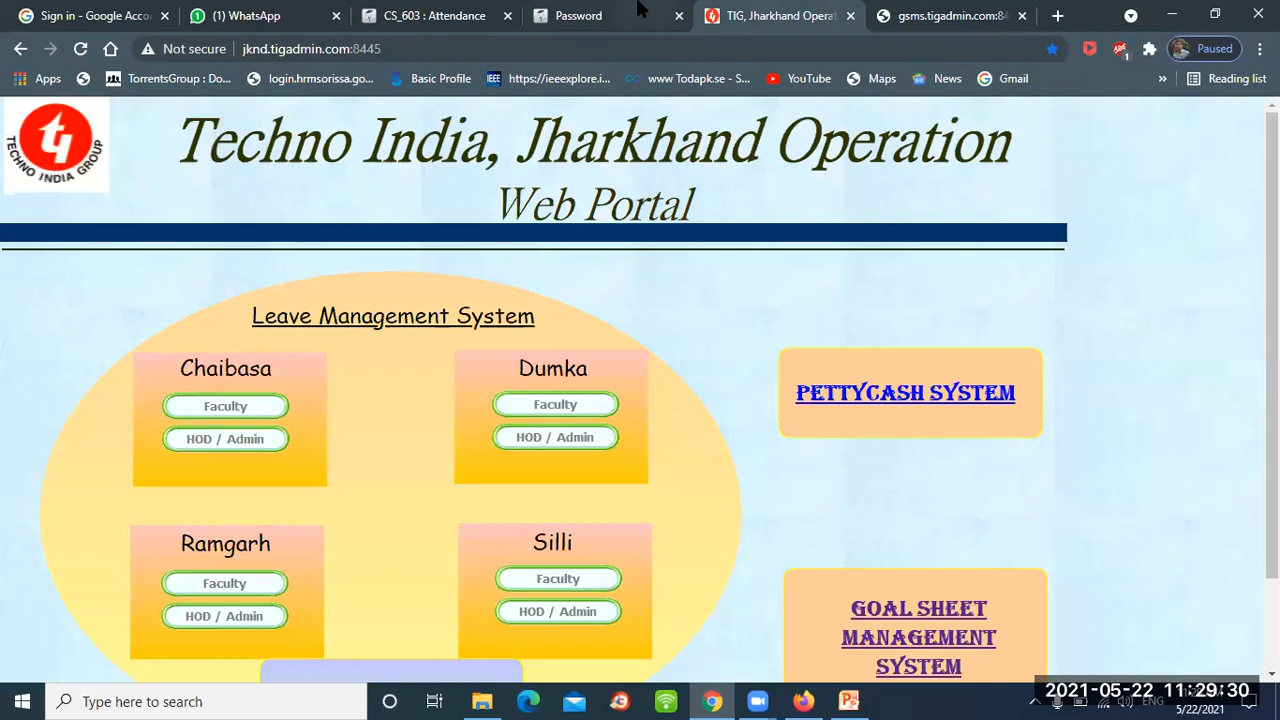 Sign in - Google Accou
(1) WhatsApp
CS_603 : Attendance
Password
TIG, Jharkhand Operat
gsms.tigadmin.com:84
Not secure
jknd.tigadmin.com:8445
1
Paused
Apps
TorrentsGroup : Do...
login.hrmsorissa.go...
Basic Profile
IEEE
https://ieeexplore.i...
www Todapk.se - S...
YouTube
Maps
News
Gmail
»
Reading list
TECHNO INDIA GROUP
Techno India, Jharkhand Operation
Web Portal
Leave Management System
Chaibasa
Faculty
HOD / Admin
Dumka
Faculty
HOD / Admin
PETTYCASH SYSTEM
Ramgarh
Faculty
HOD / Admin
Silli
Faculty
HOD / Admin
GOAL SHEET
MANAGEMENT
SYSTEM
Type here to search
2021-05-22 11:29:30
5/22/2021